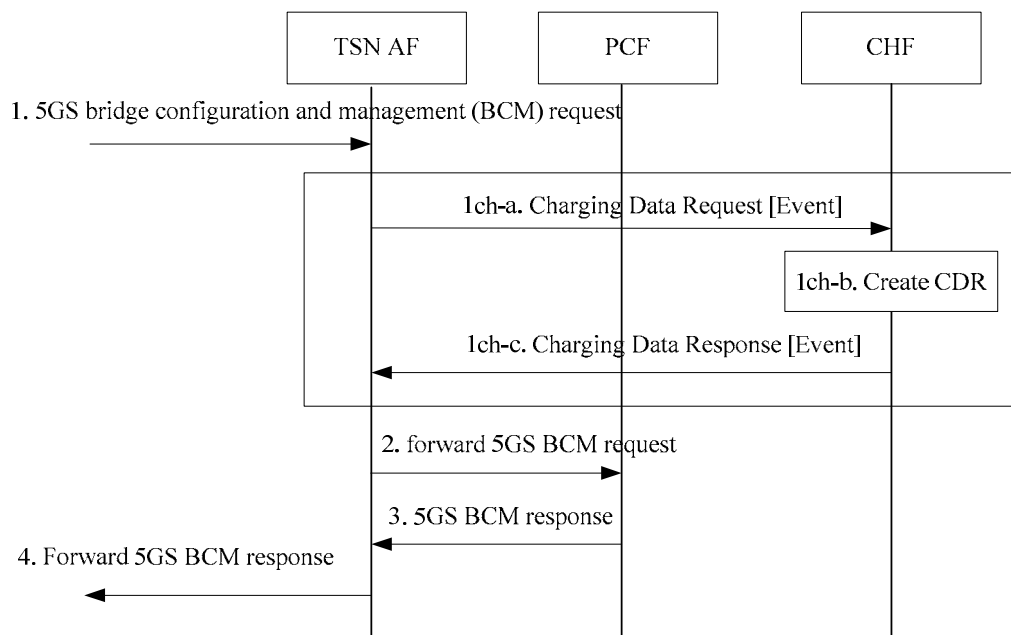 TSN AF
PCF
CHF
1. 5GS bridge configuration and management (BCM) request
1ch-a. Charging Data Request [Event]
1ch-b. Create CDR
1ch-c. Charging Data Response [Event]
2. forward 5GS BCM request
3. 5GS BCM response
4. Forward 5GS BCM response